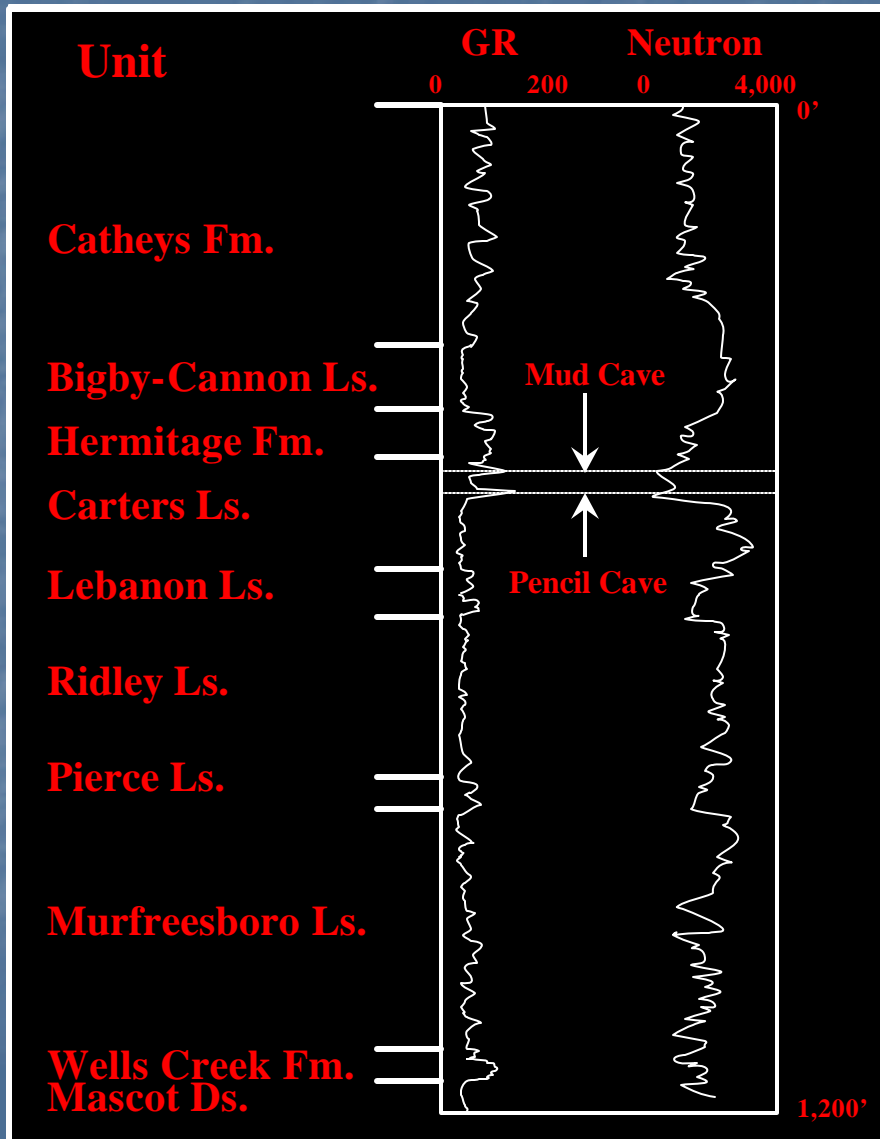 Unit
GR
Neutron
0
200
0
4,000
0’
Catheys Fm.
Bigby-Cannon Ls.
Mud Cave
Hermitage Fm.
Carters Ls.
Pencil Cave
Lebanon Ls.
Ridley Ls.
Pierce Ls.
Murfreesboro Ls.
Wells Creek Fm.
Mascot Ds.
1,200’